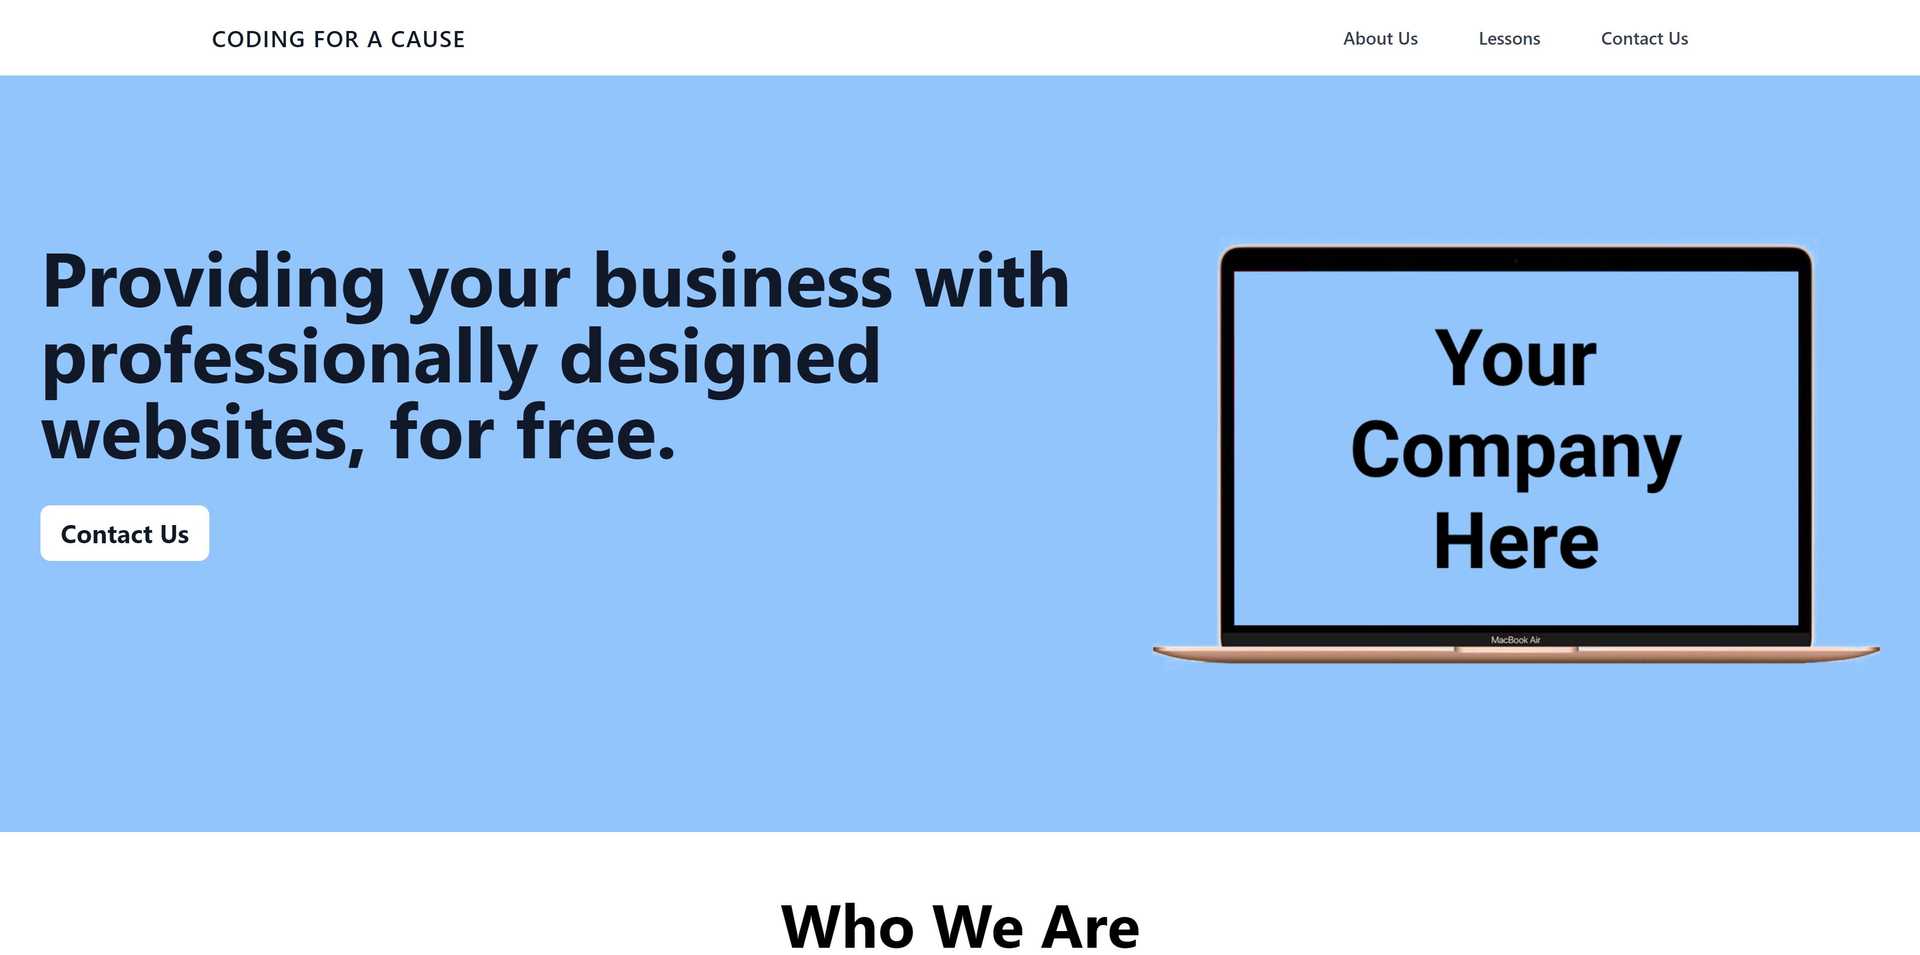 CODING FOR A CAUSE
About Us
Lessons
Contact Us
Providing your business with
professionally designed
websites, for free.
Contact Us
Your
Company
Here
MacBook Air
Who We Are